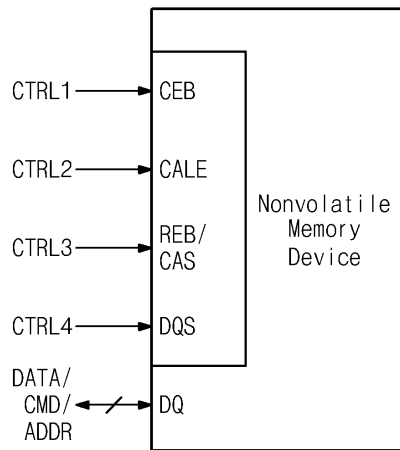 CTRL1
CEB
CTRL2
CALE
CTRL3
REB/
CAS
CTRL4
DQS
DATA/
CMD/
ADDR
DQ
Nonvolatile
Memory
Device